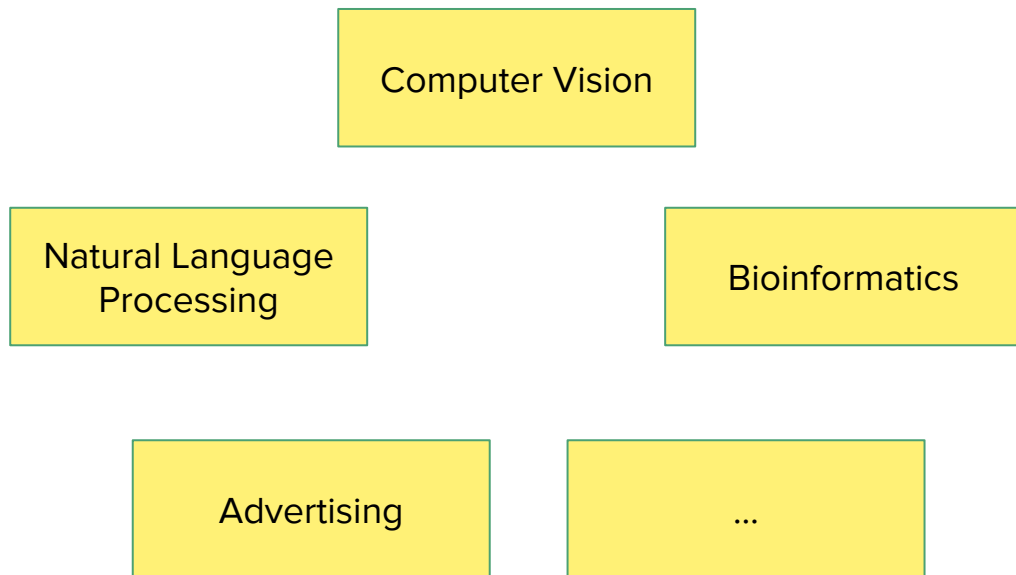 Computer Vision
Natural Language
Processing
Bioinformatics
Advertising
...